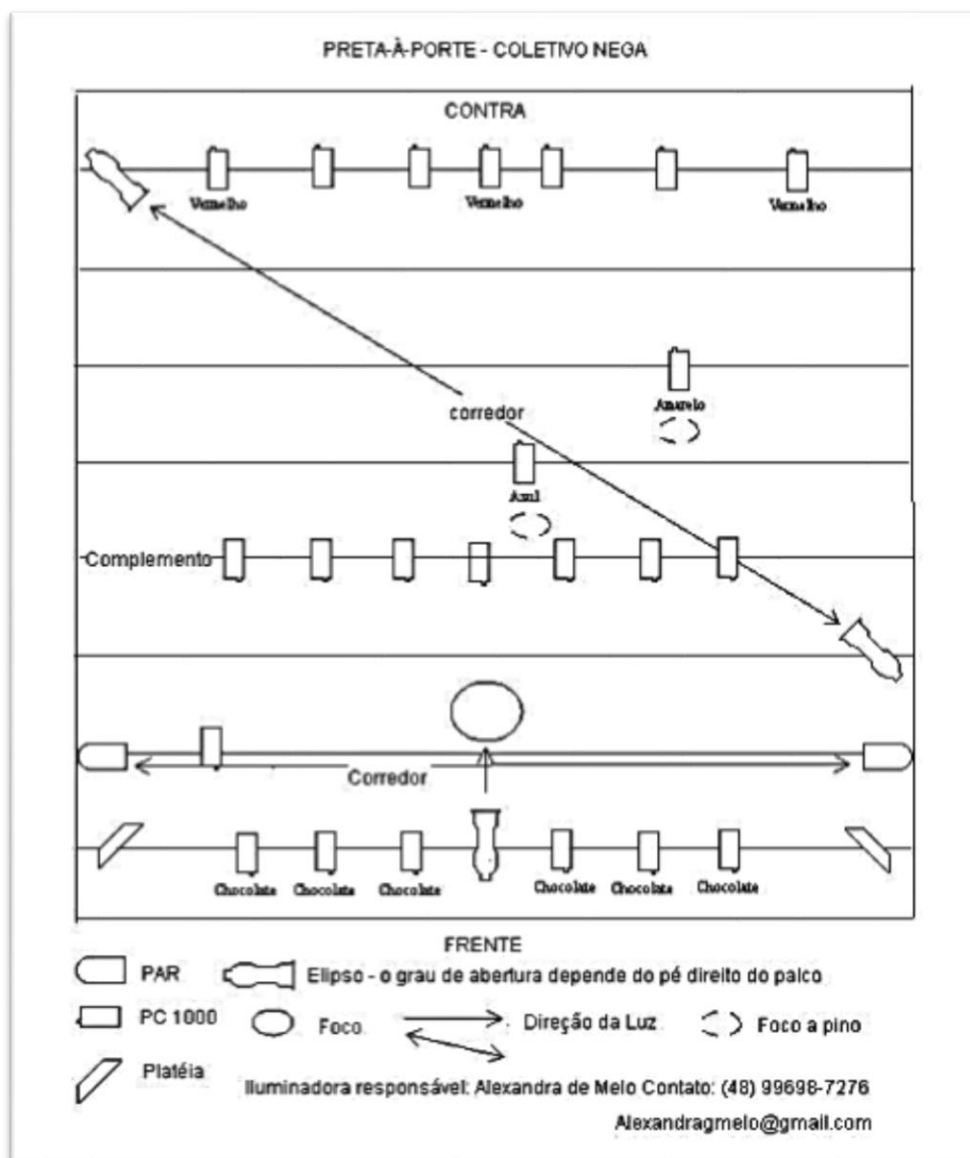 PRETA-À-PORTE - COLETIVO NEGA
CONTRA
Vermelho Vermelho Vermelho
corredor
Amarelo
Azul
Complemento
Corredor
Chocolate Chocolate Chocolate Chocolate Chocolate Chocolate
FRENTE
PAR Elipso - o grau de abertura depende do pé direito do palco
PC 1000 Foco Direção da Luz Foco a pino
Platéia
Iluminadora responsável: Alexandra de Melo Contato: (48) 99698-7276
Alexandragmelo@gmail.com